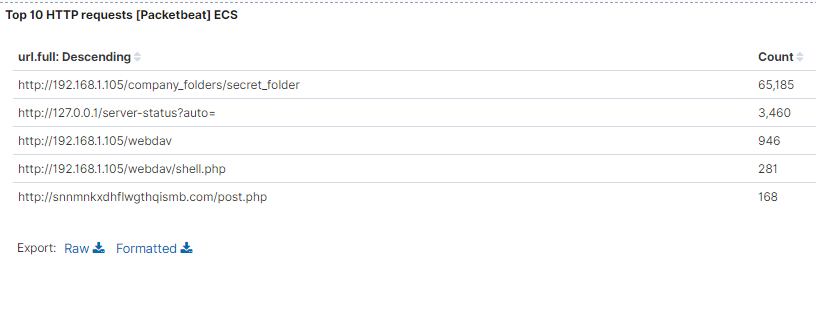 Top 10 HTTP requests [Packetbeat] ECS
url.full: Descending Count
http://192.168.1.105/company_folders/secret_folder 65,185
http://127.0.0.1/server-status?auto= 3,460
http://192.168.1.105/webdav 946
http://192.168.1.105/webdav/shell.php 281
http://snnmnkxdhflwgthqismb.com/post.php 168
Export: Raw Formatted